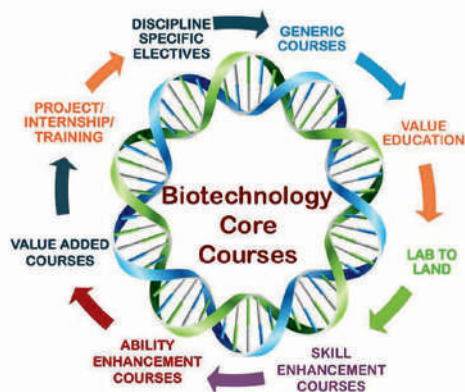 DISCIPLINE
SPECIFIC
ELECTIVES
GENERIC
COURSES
VALUE
EDUCATION
LAB TO
LAND
SKILL
ENHANCEMENT
COURSES
ABILITY
ENHANCEMENT
COURSES
VALUE ADDED
COURSES
PROJECT/
INTERNSHIP/
TRAINING
Biotechnology
Core
Courses